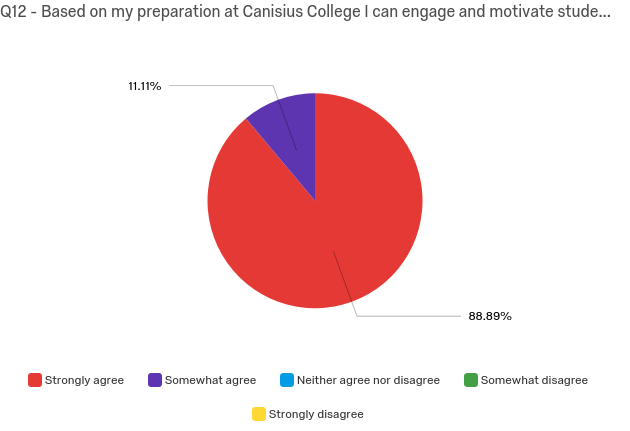 Q12 - Based on my preparation at Canisius College I can engage and motivate stude...
11.11%
88.89%
Strongly agree
Somewhat agree
Neither agree nor disagree
Somewhat disagree
Strongly disagree